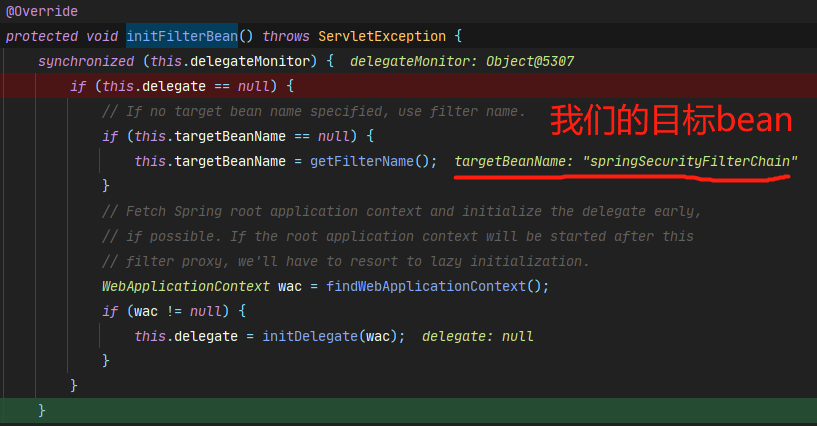 @Override
protected void initFilterBean() throws ServletException {
synchronized (this.delegateMonitor) { delegateMonitor: Object@5307
if (this.delegate == null) {
// If no target bean name specified, use filter name.
我们的目标bean
if (this.targetBeanName == null) {
this.targetBeanName = getFilterName(); targetBeanName: "springSecurityFilterChain"
}
// Fetch Spring root application context and initialize the delegate early,
// if possible. If the root application context will be started after this
// filter proxy, we'll have to resort to lazy initialization.
WebApplicationContext wac = findWebApplicationContext();
if (wac != null) {
this.delegate = initDelegate(wac); delegate: null
}
}
}